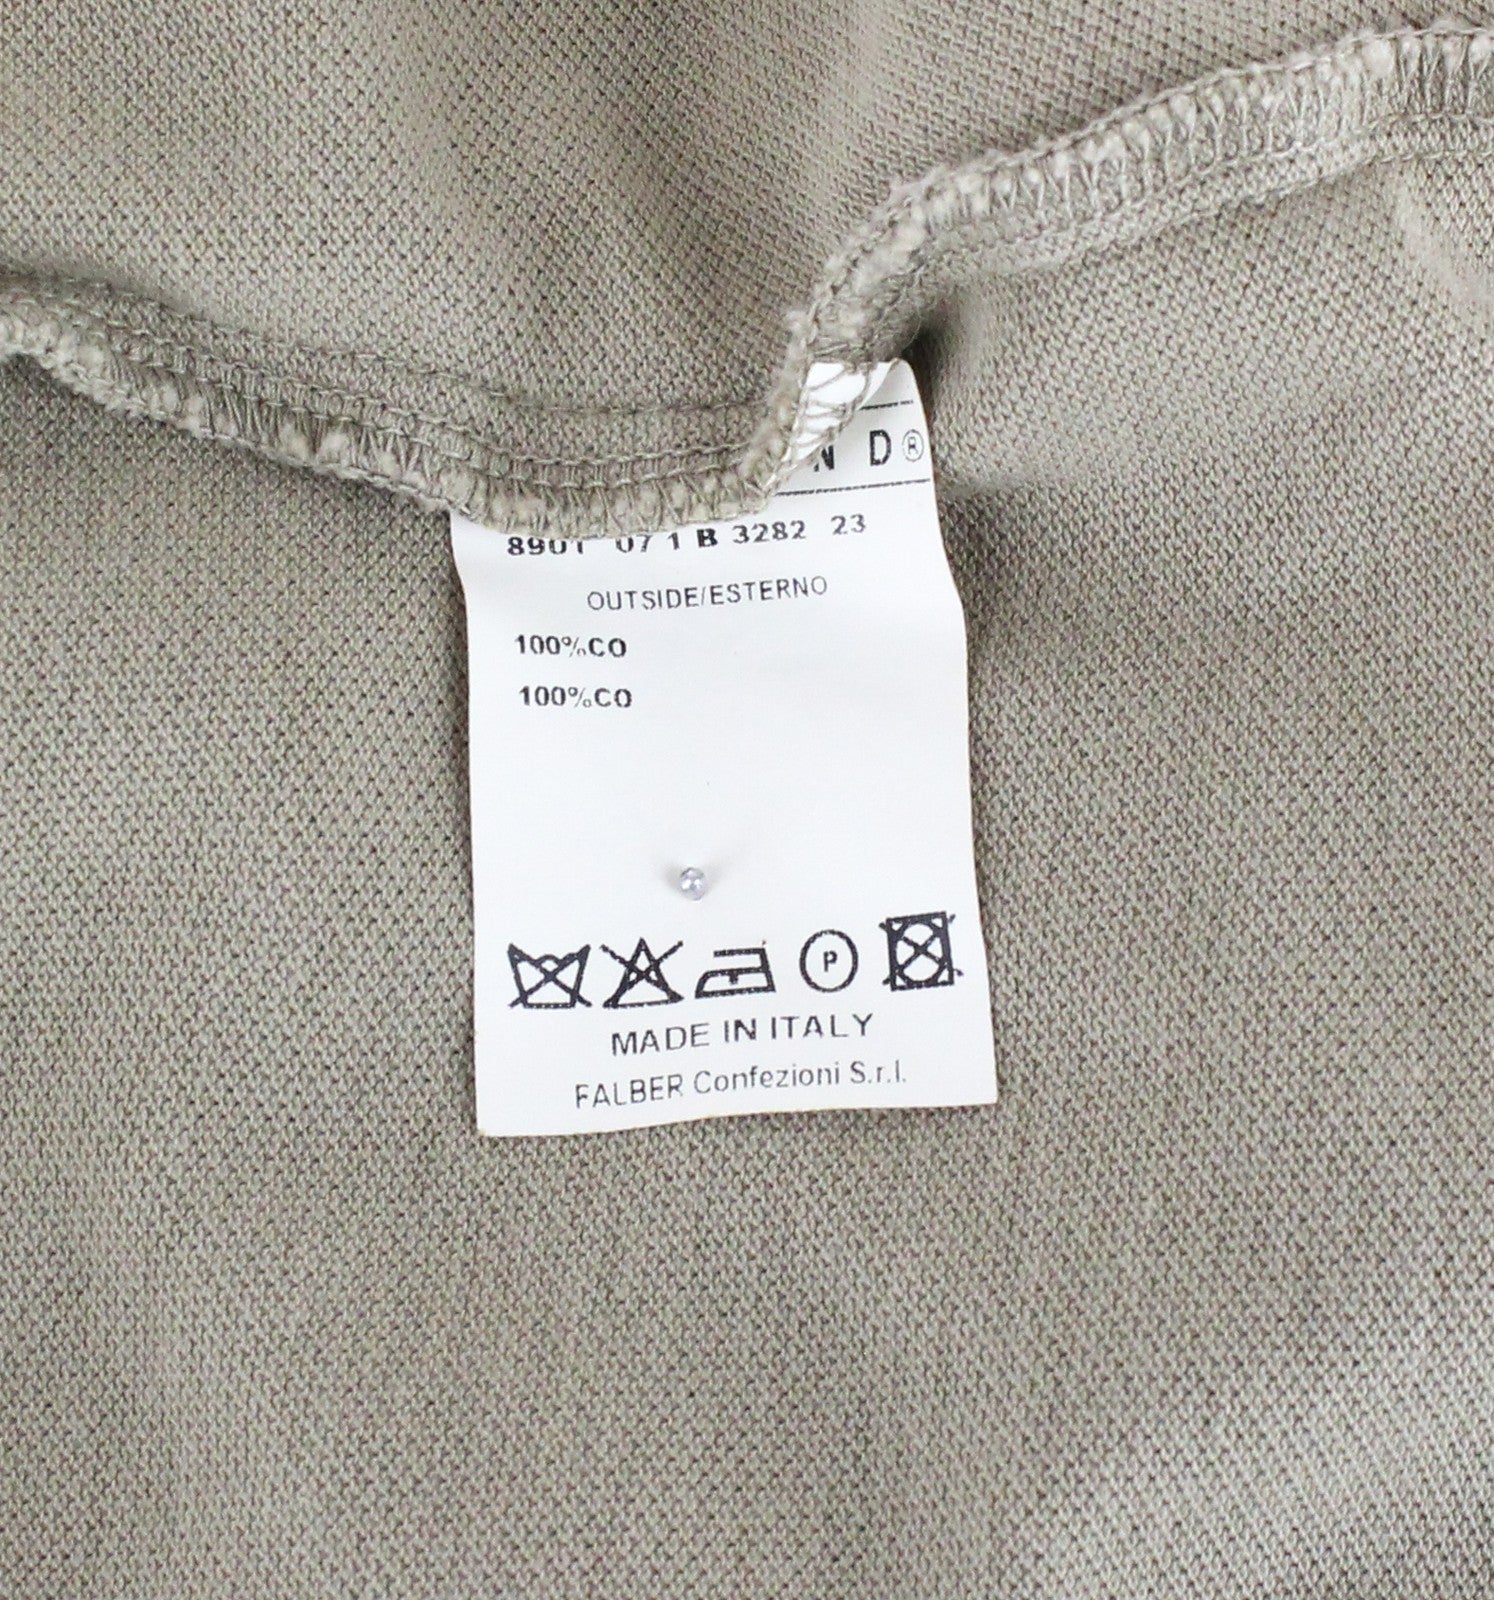 N D®
8901 07 1 B 3282 23
OUTSIDE/ESTERNO
100%CO
100%CO
P
MADE IN ITALY
FALBER Confezioni S.r.l.